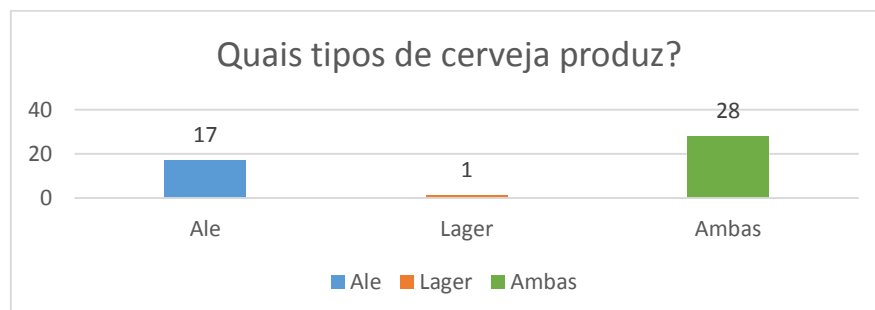 Quais tipos de cerveja produz?
40
20
0
17
1
28
Ale
Lager
Ambas
Ale
Lager
Ambas